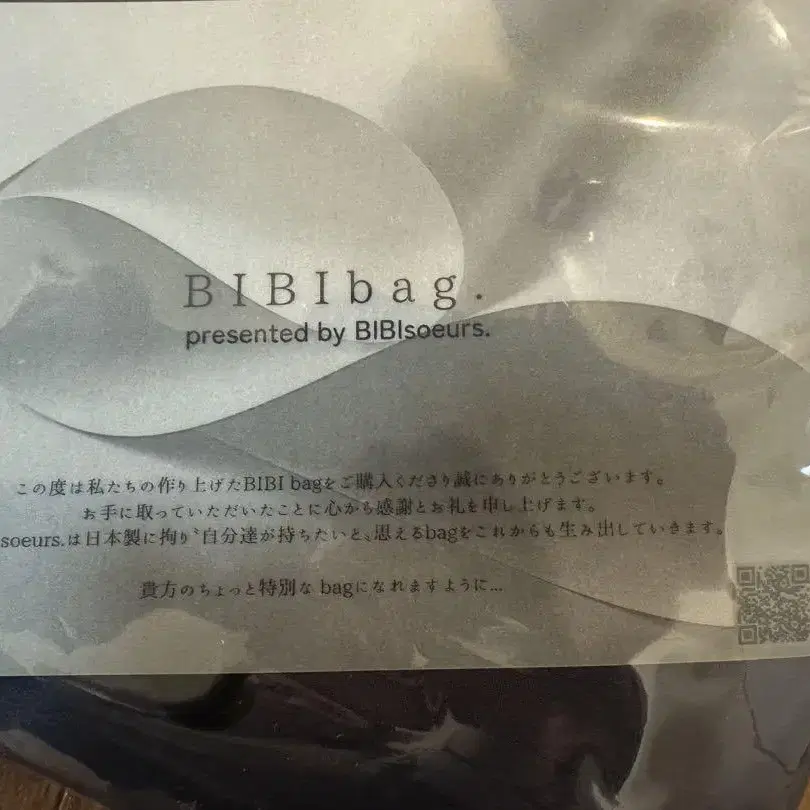 BIBIbag.
presented by BIBIsoeurs.
この度は私たちの作り上げたBIBI bagをご購入くださり誠にありがとうございます。
お手に取っていただいたことに心から感謝とお礼を申し上げます。
soeurs.は日本製に拘り〝自分達が持ちたいと〟思えるbagをこれからも生み出していきます。
貴方のちょっと特別な bagになれますように...